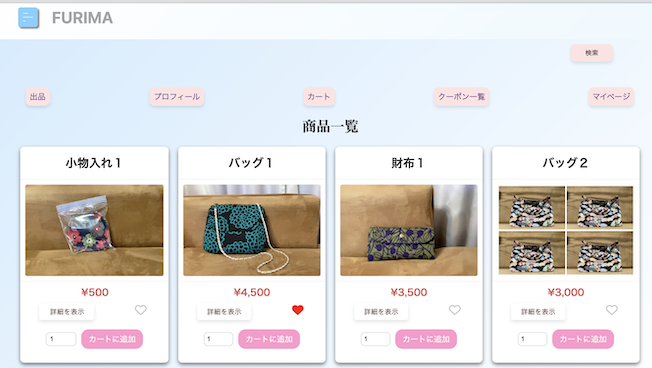 FURIMA
検索
出品 プロフィール カート クーポン一覧 マイページ
商品一覧
小物入れ１ バッグ１ 財布１ バッグ２
¥500 ¥4,500 ¥3,500 ¥3,000
詳細を表示 詳細を表示 詳細を表示 詳細を表示
1 カートに追加 1 カートに追加 1 カートに追加 1 カートに追加